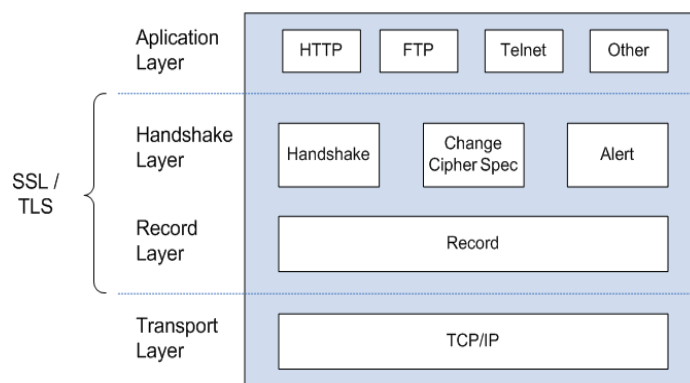 Aplication
Layer
HTTP
FTP
Telnet
Other
SSL /
TLS
Handshake
Layer
Handshake
Change
Cipher Spec
Alert
Record
Layer
Record
Transport
Layer
TCP/IP